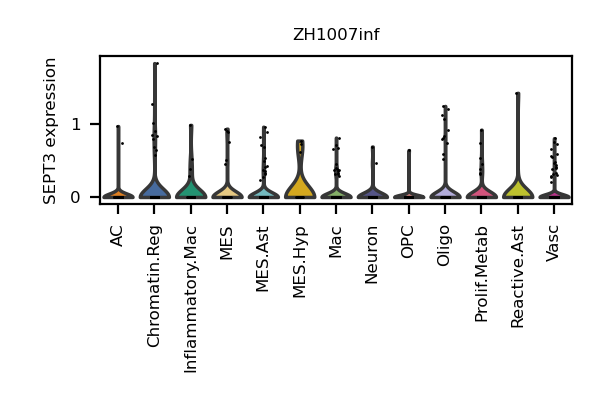 ZH1007inf
SEPT3 expression
1
0
AC
Chromatin.Reg
Inflammatory.Mac
MES
MES.Ast
MES.Hyp
Mac
Neuron
OPC
Oligo
Prolif.Metab
Reactive.Ast
Vasc